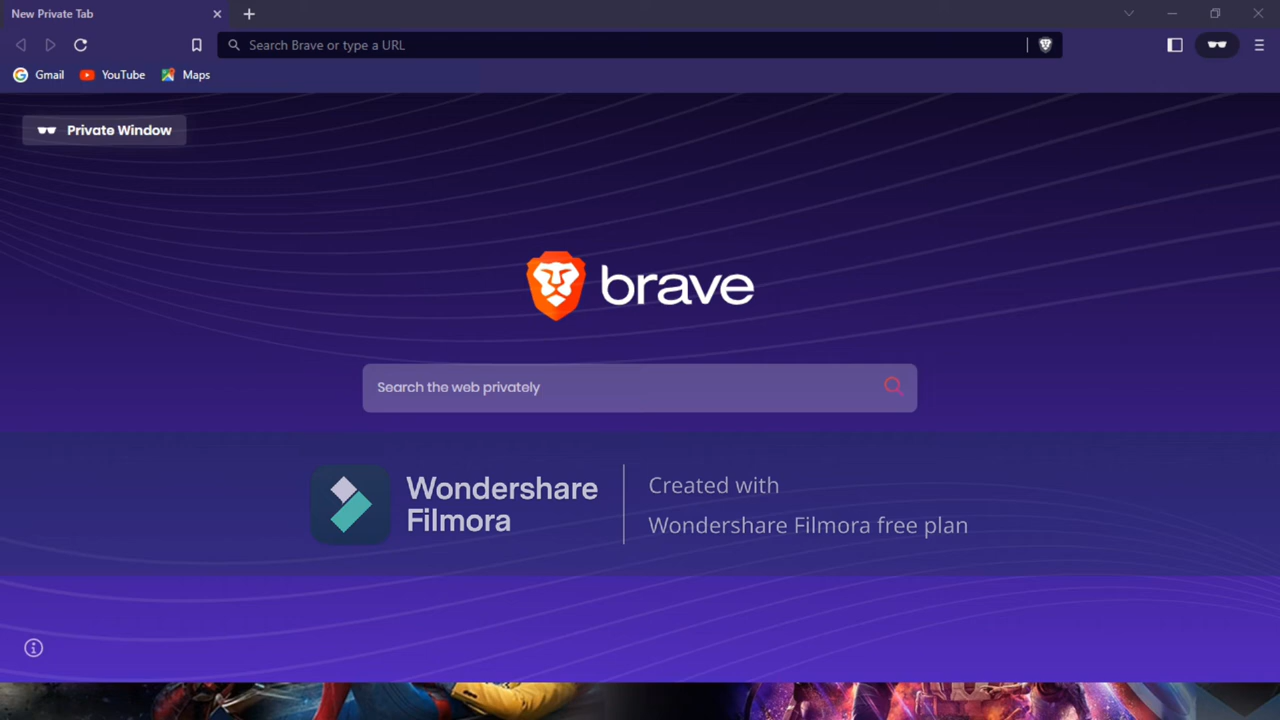 New Private Tab
Search Brave or type a URL
Gmail YouTube Maps
Private Window
brave
Search the web privately
Wondershare
Filmora
Created with
Wondershare Filmora free plan